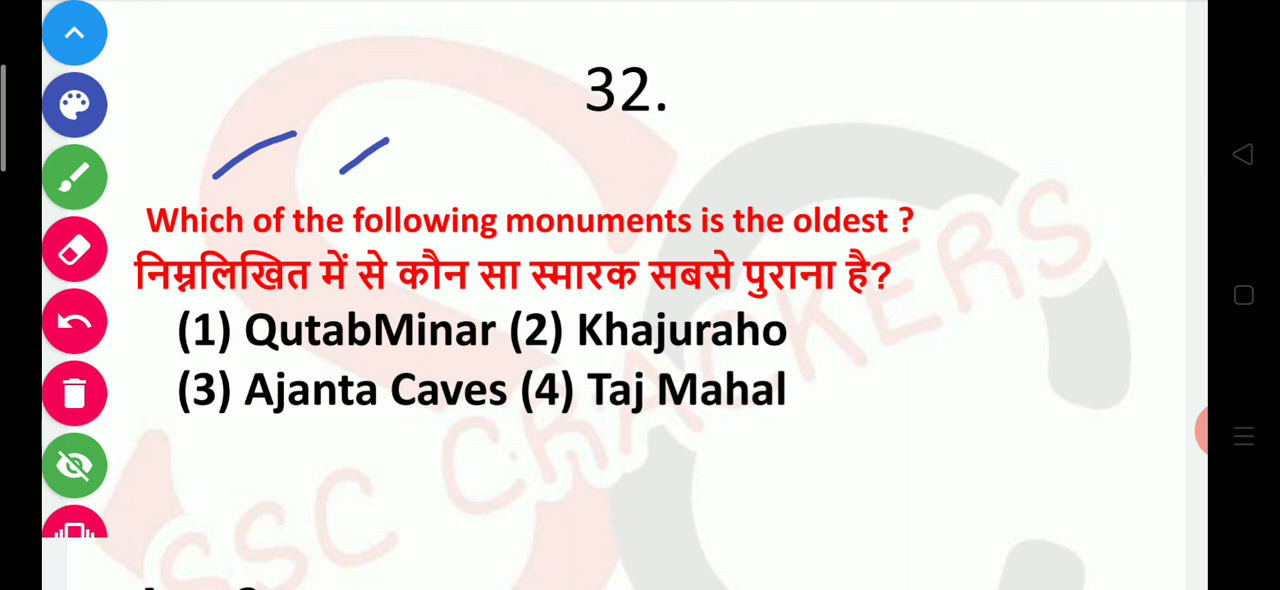 32.
Which of the following monuments is the oldest ?
निम्नलिखित में से कौन सा स्मारक सबसे पुराना है?
(1) QutabMinar (2) Khajuraho
(3) Ajanta Caves (4) Taj Mahal
SSC CRACKERS